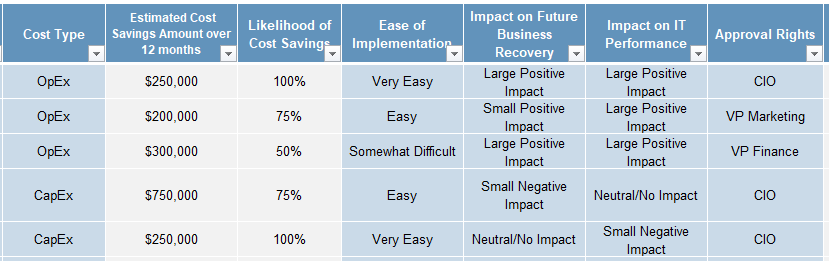 Cost Type
Estimated Cost
Savings Amount over
12 months
Likelihood of
Cost Savings
Ease of
Implementation
Impact on Future
Business
Recovery
Impact on IT
Performance
Approval Rights
OpEx
$250,000
100%
Very Easy
Large Positive
Impact
Large Positive
Impact
CIO
OpEx
$200,000
75%
Easy
Small Positive
Impact
Large Positive
Impact
VP Marketing
OpEx
$300,000
50%
Somewhat Difficult
Large Positive
Impact
Large Positive
Impact
VP Finance
CapEx
$750,000
75%
Easy
Small Negative
Impact
Neutral/No Impact
CIO
CapEx
$250,000
100%
Very Easy
Neutral/No Impact
Small Negative
Impact
CIO